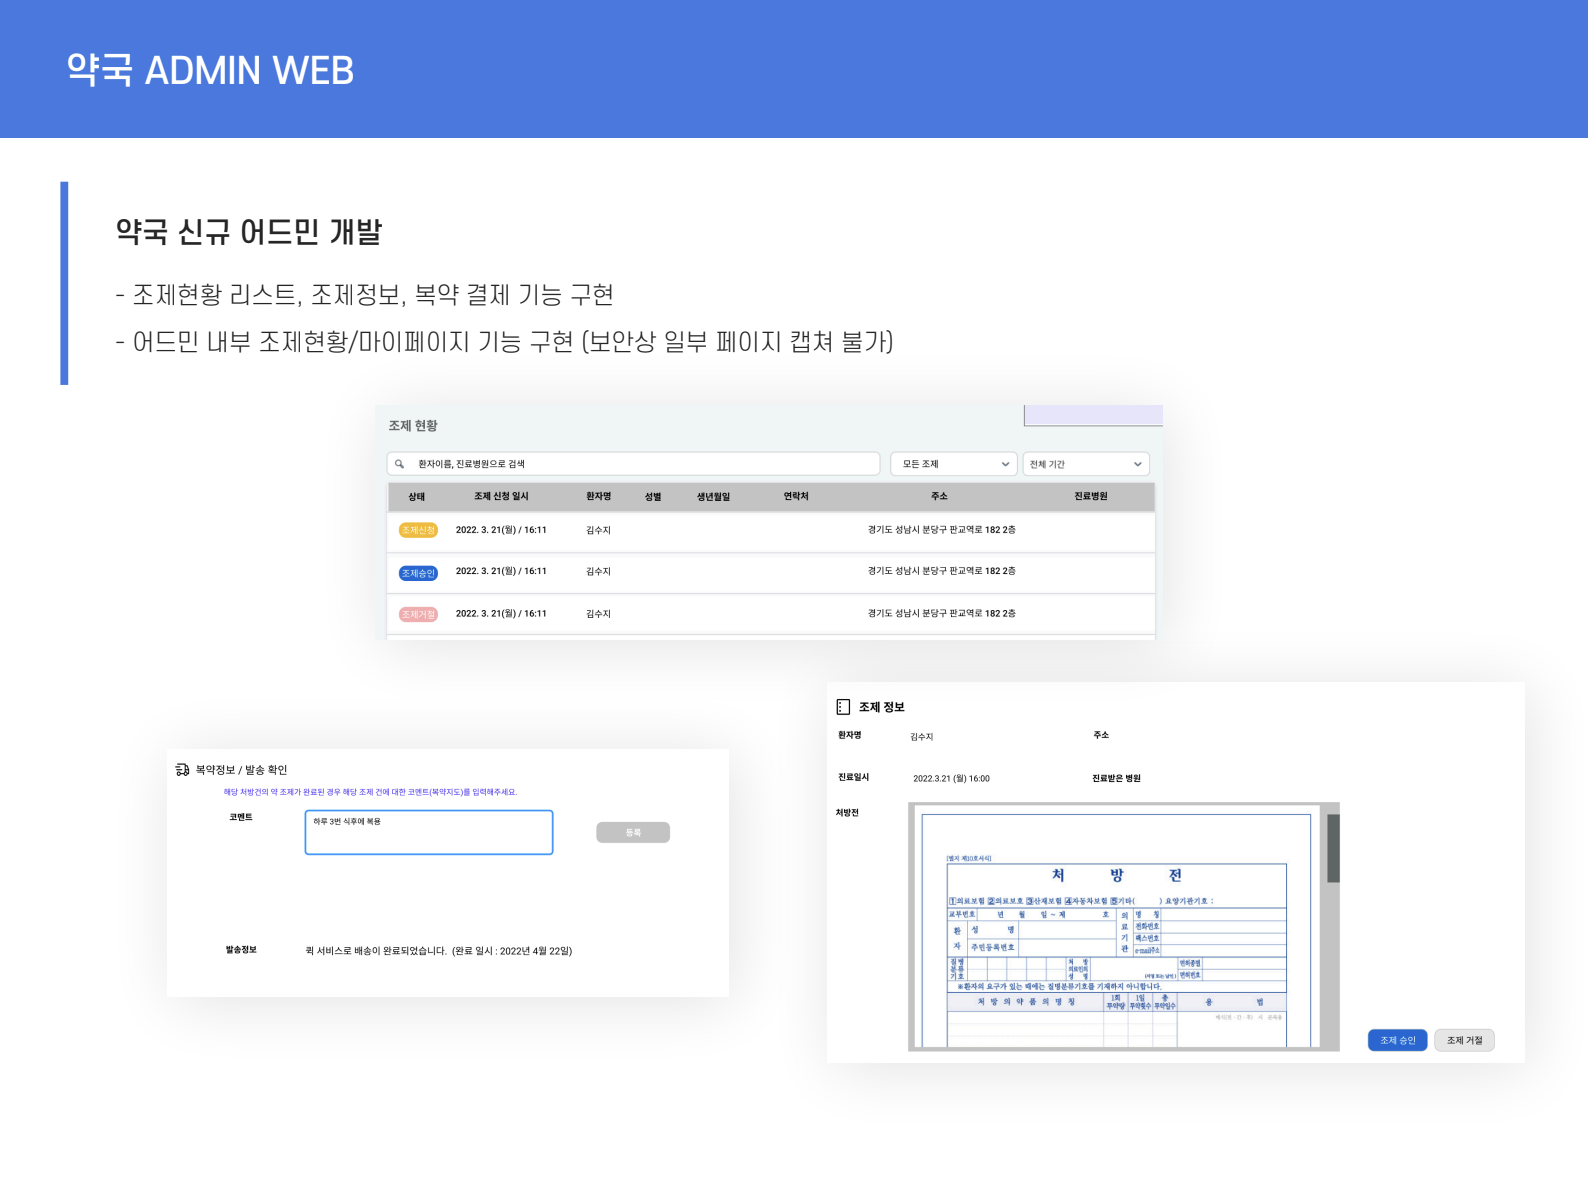 약국 ADMIN WEB
약국 신규 어드민 개발
- 조제현황 리스트, 조제정보, 복약 결제 기능 구현
- 어드민 내부 조제현황/마이페이지 기능 구현 (보안상 일부 페이지 캡쳐 불가)
조제 현황
환자이름, 진료병원으로 검색 모든 조제 전체 기간
상태 조제 신청 일시 환자명 성별 생년월일 연락처 주소 진료병원
조제신청 2022. 3. 21(월) / 16:11 김수지 경기도 성남시 분당구 판교역로 182 2층
조제승인 2022. 3. 21(월) / 16:11 김수지 경기도 성남시 분당구 판교역로 182 2층
조제거절 2022. 3. 21(월) / 16:11 김수지 경기도 성남시 분당구 판교역로 182 2층
복약정보 / 발송 확인
해당 처방건의 약 조제가 완료된 경우 해당 조제 건에 대한 코멘트(복약지도)를 입력해주세요.
코멘트 하루 3번 식후에 복용 등록
발송정보 퀵 서비스로 배송이 완료되었습니다. (완료 일시 : 2022년 4월 22일)
조제 정보
환자명 김수지 주소
진료일시 2022.3.21 (월) 16:00 진료받은 병원
처방전
[별지 제10호서식]
처 방 전
1의료보험 2의료보호 3산재보험 4자동차보험 5기타( ) 요양기관기호 :
교부번호 년 월 일 ~ 제 호 의료기관 명 칭
전화번호
환자 성 명 팩스번호
주민등록번호 e-mail주소
질병분류기호 처 방 의료인의 성 명 (서명 또는 날인) 면허종별
면허번호
※환자의 요구가 있는 때에는 질병분류기호를 기재하지 아니합니다.
처 방 의 약 품 의 명 칭 1회 투약량 1일 투약횟수 총 투약일수 용 법
조제 승인 조제 거절